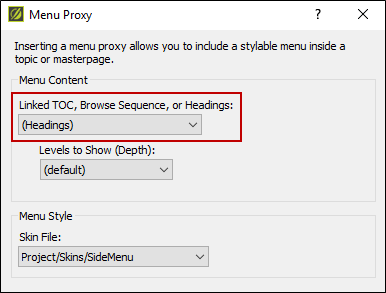 Menu Proxy
?
Inserting a menu proxy allows you to include a stylable menu inside a
topic or masterpage.
Menu Content
Linked TOC, Browse Sequence, or Headings:
(Headings)
Levels to Show (Depth):
(default)
Menu Style
Skin File:
Project/Skins/SideMenu